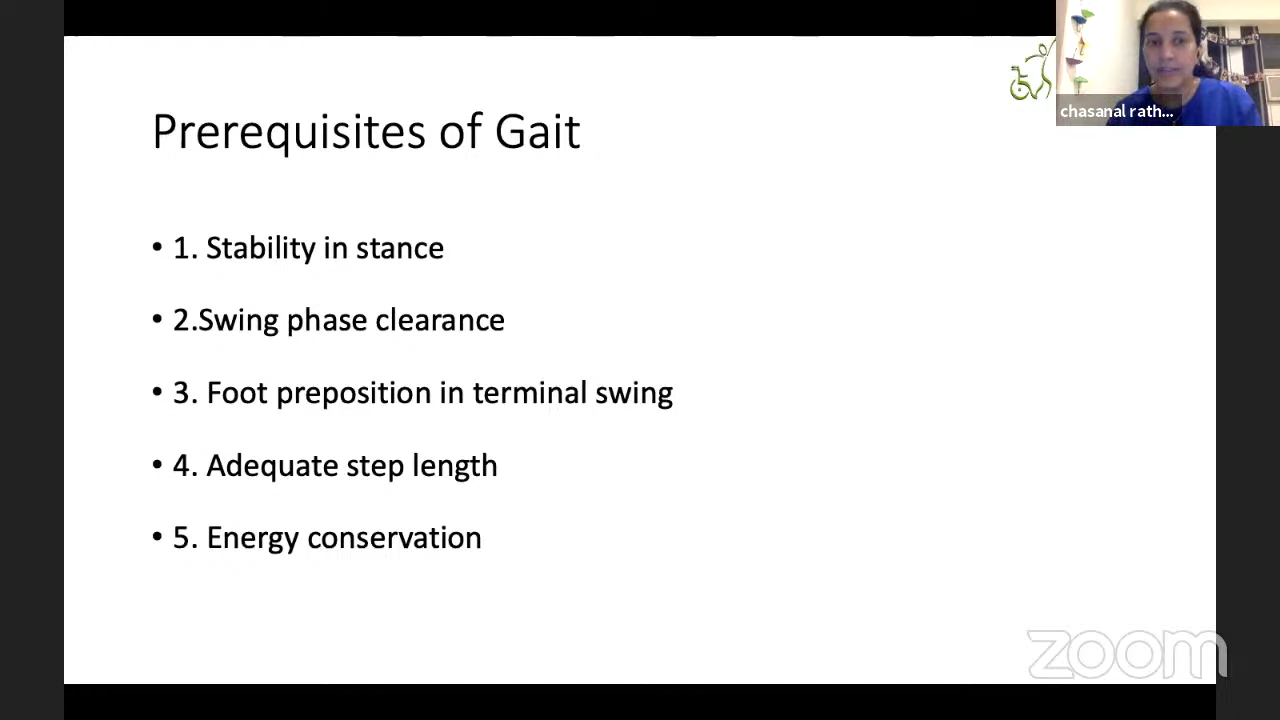 chasanal rath...
Prerequisites of Gait
• 1. Stability in stance
• 2.Swing phase clearance
• 3. Foot preposition in terminal swing
• 4. Adequate step length
• 5. Energy conservation
zoom